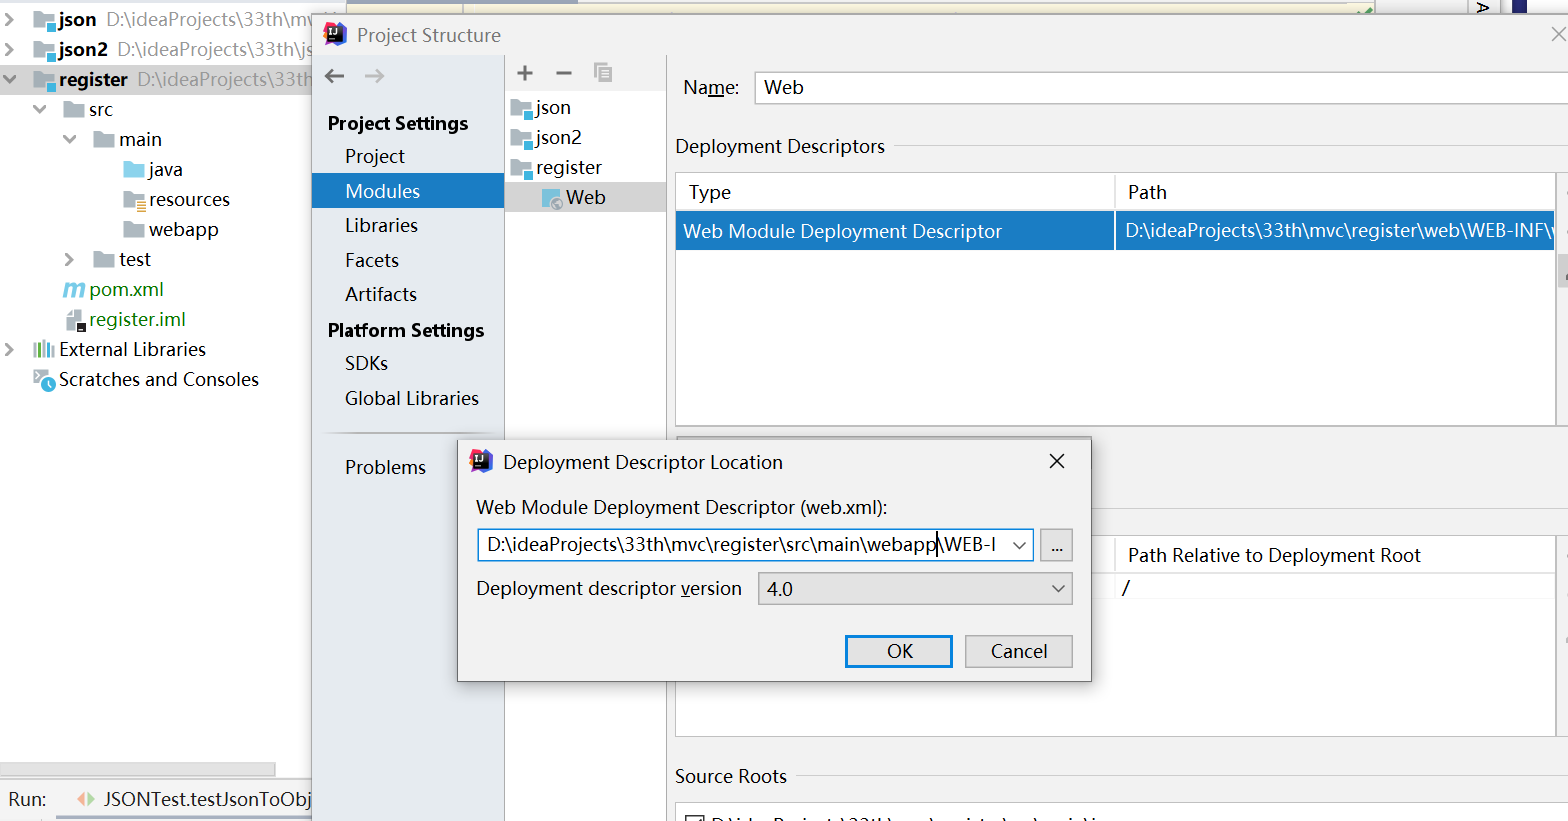 json D:\ideaProjects\33th\m
json2 D:\ideaProjects\33th\js
register D:\ideaProjects\33th
src
main
java
resources
webapp
test
pom.xml
register.iml
External Libraries
Scratches and Consoles
Run: JSONTest.testJsonToObj
Project Structure
Project Settings
Project
Modules
Libraries
Facets
Artifacts
Platform Settings
SDKs
Global Libraries
Problems
json
json2
register
Web
Name: Web
Deployment Descriptors
Type Path
Web Module Deployment Descriptor D:\ideaProjects\33th\mvc\register\web\WEB-INF\
Deployment Descriptor Location
Web Module Deployment Descriptor (web.xml):
D:\ideaProjects\33th\mvc\register\src\main\webapp\WEB-I
...
Deployment descriptor version 4.0
OK Cancel
Path Relative to Deployment Root
/
Source Roots